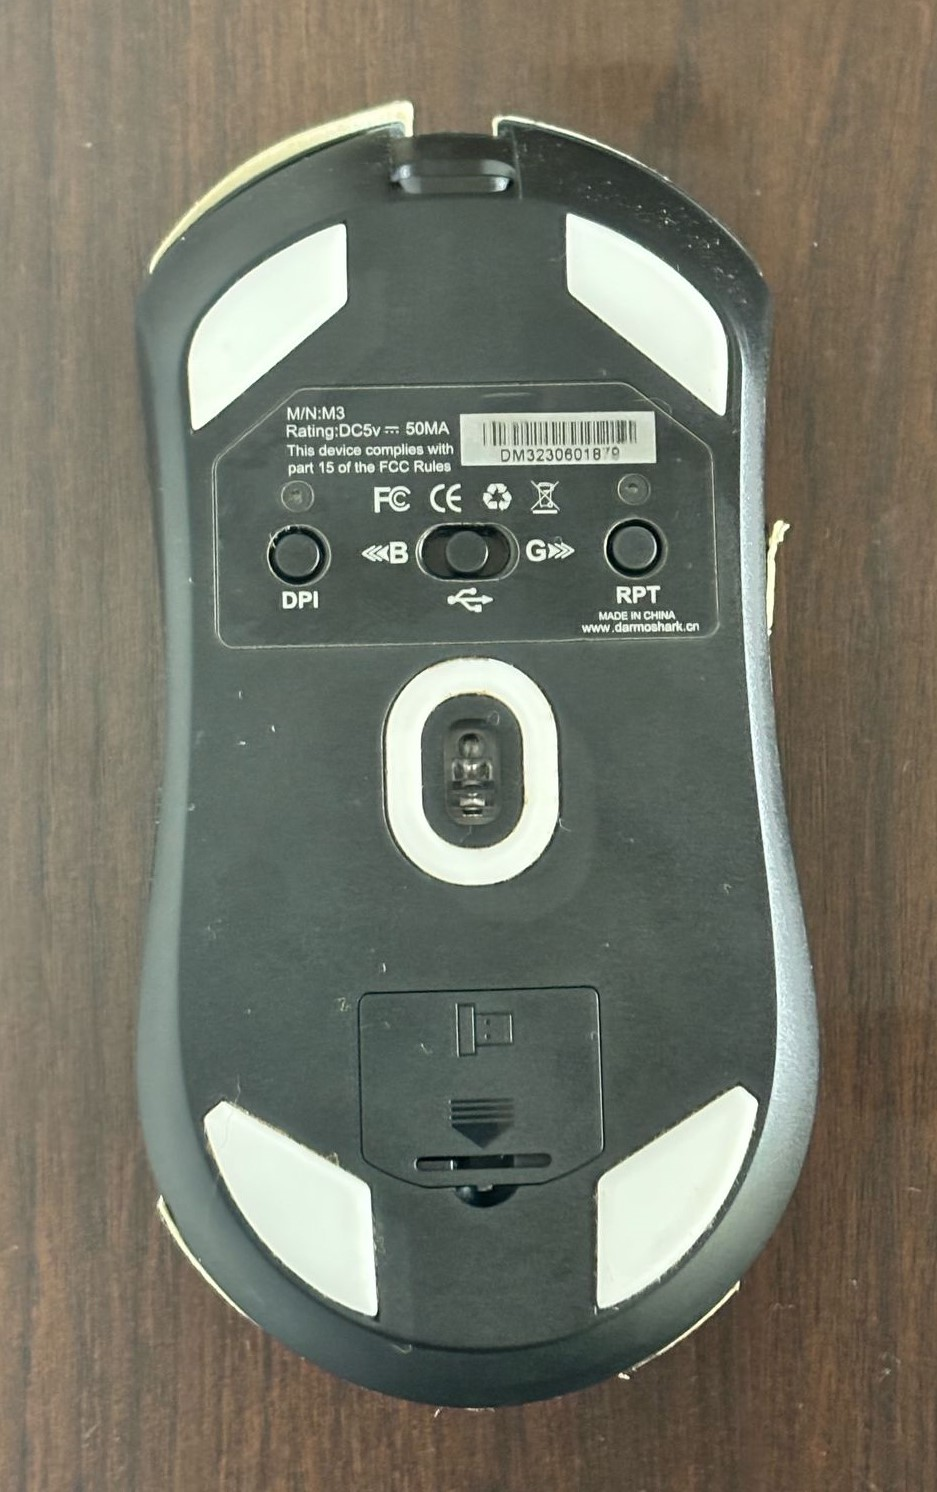 M/N:M3
Rating:DC5v ⎓ 50MA
This device complies with
part 15 of the FCC Rules
DM3230601879
FC CE
B G
DPI
RPT
MADE IN CHINA
www.darmoshark.cn